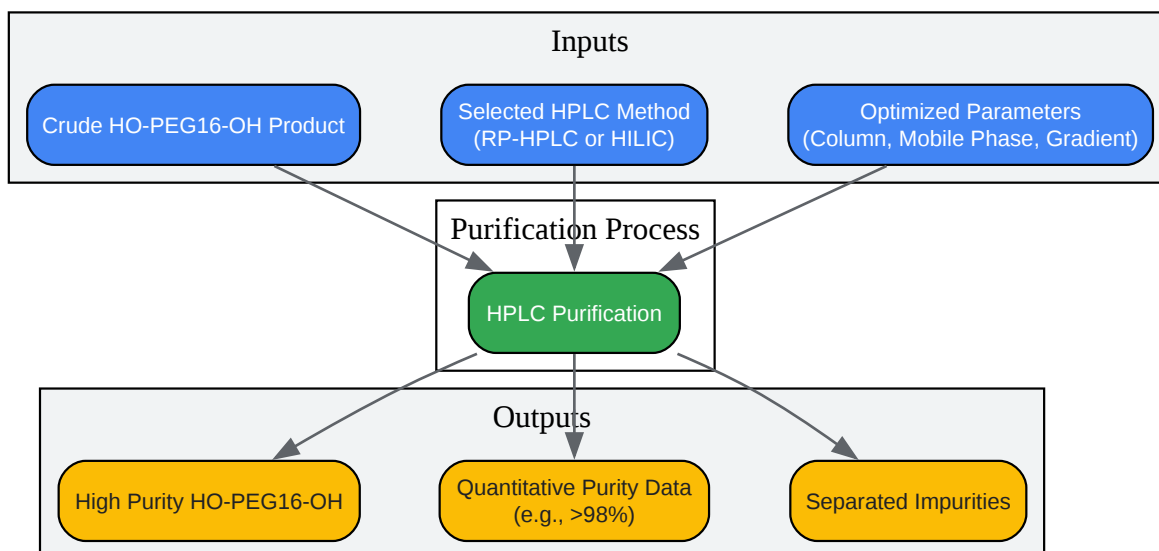 Inputs
Crude HO-PEG16-OH Product
Selected HPLC Method
(RP-HPLC or HILIC)
Optimized Parameters
(Column, Mobile Phase, Gradient)
Purification Process
HPLC Purification
Outputs
High Purity HO-PEG16-OH
Quantitative Purity Data
(e.g., >98%)
Separated Impurities